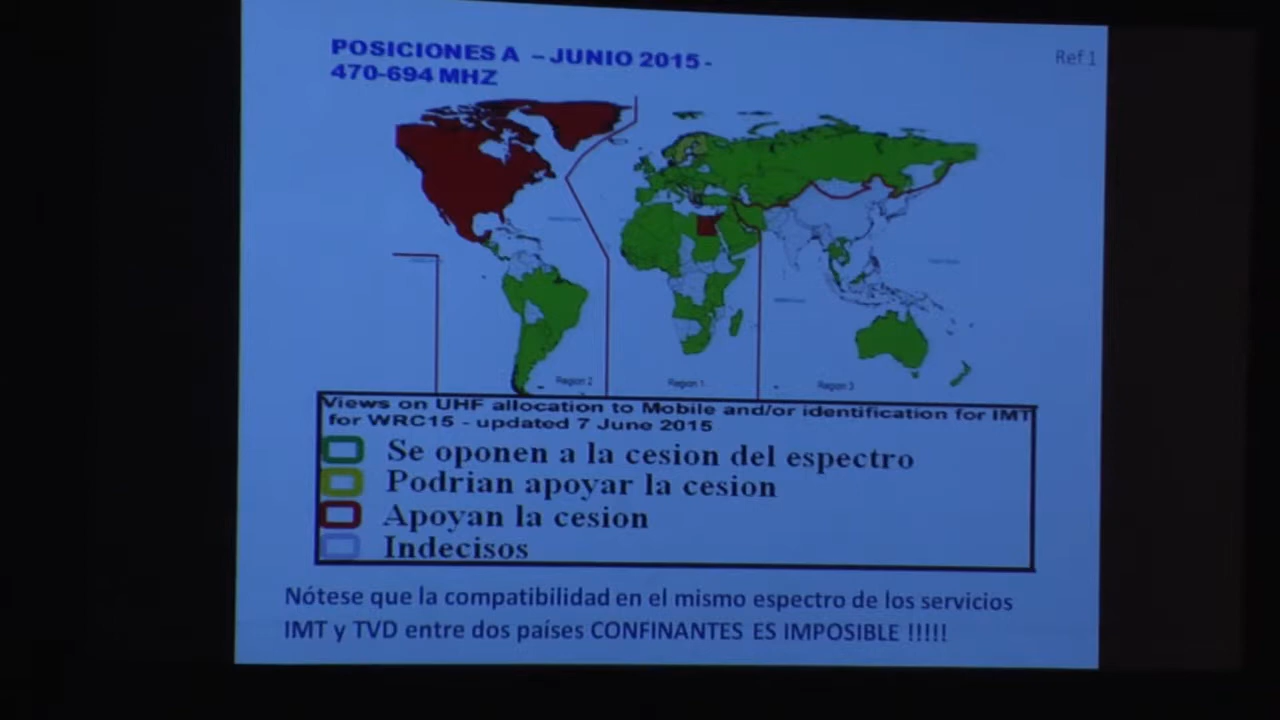 POSICIONES A – JUNIO 2015 -
470-694 MHZ
Ref 1
Region 2
Region 1
Region 3
Views on UHF allocation to Mobile and/or identification for IMT
for WRC15 - updated 7 June 2015
Se oponen a la cesion del espectro
Podrian apoyar la cesion
Apoyan la cesion
Indecisos
Nótese que la compatibilidad en el mismo espectro de los servicios
IMT y TVD entre dos países CONFINANTES ES IMPOSIBLE !!!!!